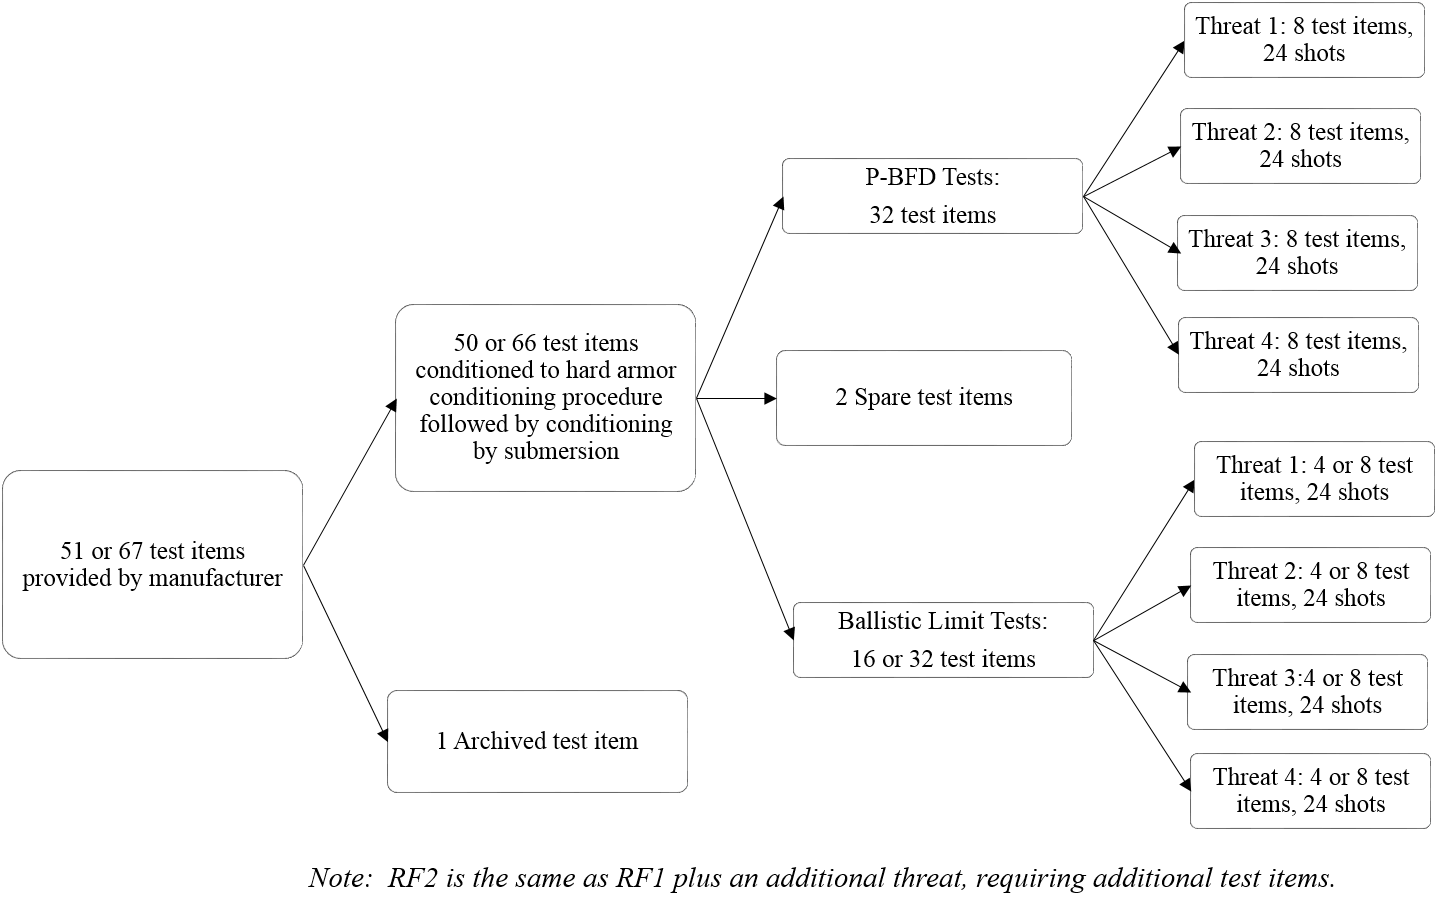 51 or 67 test items
provided by manufacturer
50 or 66 test items
conditioned to hard armor
conditioning procedure
followed by conditioning
by submersion
1 Archived test item
P-BFD Tests:
32 test items
2 Spare test items
Ballistic Limit Tests:
16 or 32 test items
Threat 1: 8 test items,
24 shots
Threat 2: 8 test items,
24 shots
Threat 3: 8 test items,
24 shots
Threat 4: 8 test items,
24 shots
Threat 1: 4 or 8 test
items, 24 shots
Threat 2: 4 or 8 test
items, 24 shots
Threat 3:4 or 8 test
items, 24 shots
Threat 4: 4 or 8 test
items, 24 shots
Note: RF2 is the same as RF1 plus an additional threat, requiring additional test items.